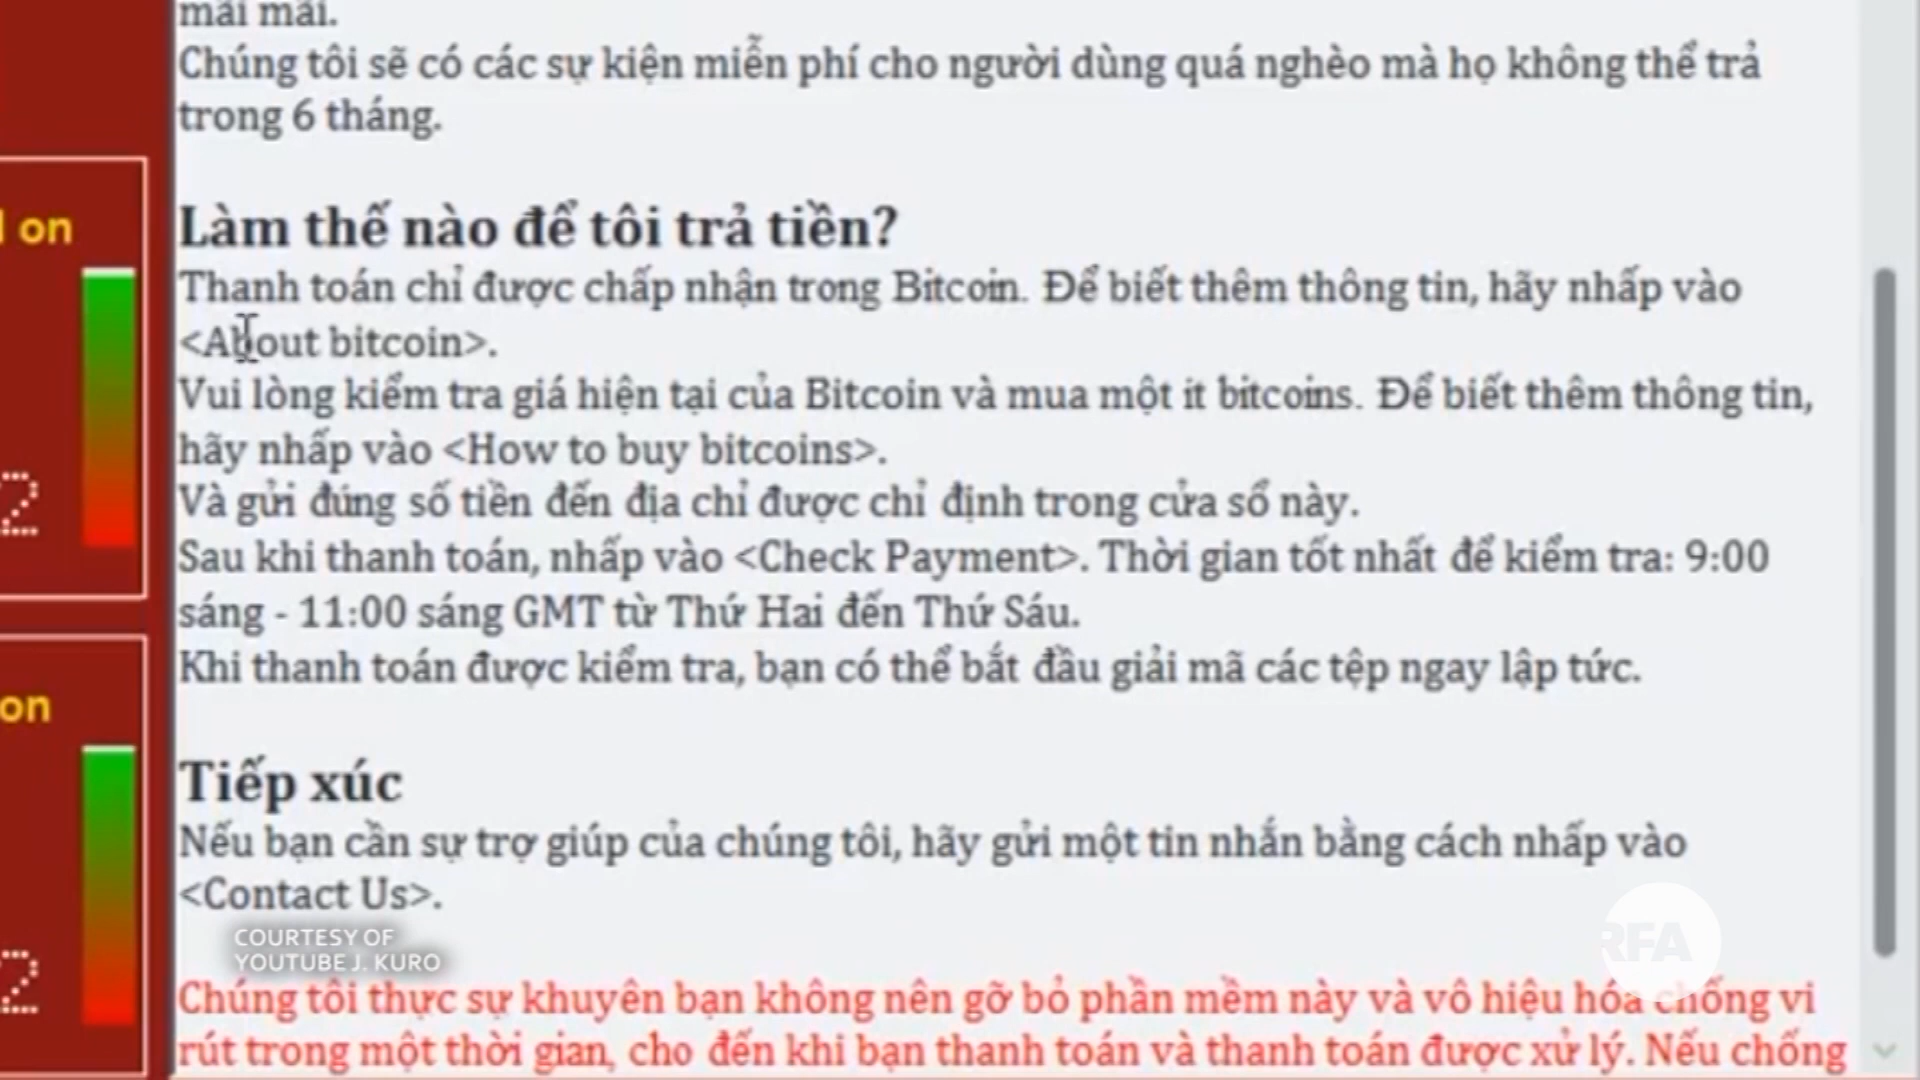 mãi mãi.
Chúng tôi sẽ có các sự kiện miễn phí cho người dùng quá nghèo mà họ không thể trả
trong 6 tháng.
on
Làm thế nào để tôi trả tiền?
Thanh toán chỉ được chấp nhận trong Bitcoin. Để biết thêm thông tin, hãy nhấp vào
<About bitcoin>.
Vui lòng kiểm tra giá hiện tại của Bitcoin và mua một ít bitcoins. Để biết thêm thông tin,
hãy nhấp vào <How to buy bitcoins>.
2
Và gửi đúng số tiền đến địa chỉ được chỉ định trong cửa sổ này.
Sau khi thanh toán, nhấp vào <Check Payment>. Thời gian tốt nhất để kiểm tra: 9:00
sáng - 11:00 sáng GMT từ Thứ Hai đến Thứ Sáu.
Khi thanh toán được kiểm tra, bạn có thể bắt đầu giải mã các tệp ngay lập tức.
on
Tiếp xúc
Nếu bạn cần sự trợ giúp của chúng tôi, hãy gửi một tin nhắn bằng cách nhấp vào
<Contact Us>.
COURTESY OF
YOUTUBE J. KURO
RFA
2
Chúng tôi thực sự khuyên bạn không nên gỡ bỏ phần mềm này và vô hiệu hóa chống vi
rút trong một thời gian, cho đến khi bạn thanh toán và thanh toán được xử lý. Nếu chống